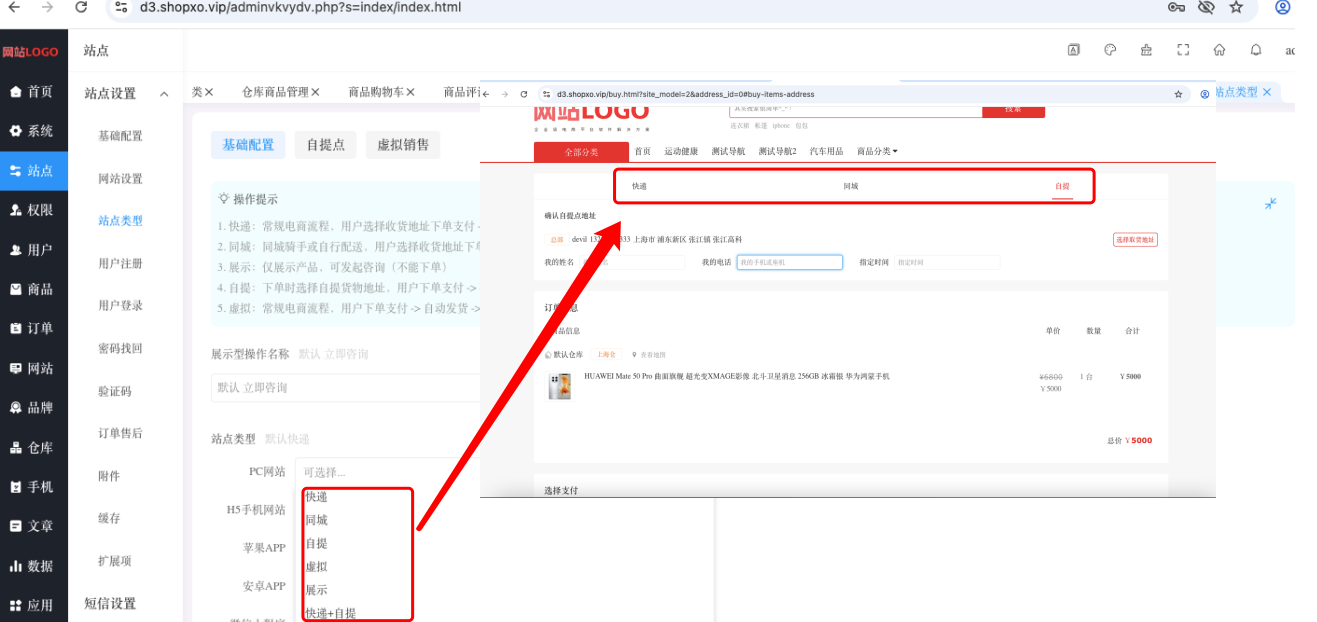 d3.shopxo.vip/adminvkvydv.php?s=index/index.html
网站LOGO
站点
首页
系统
站点
权限
用户
商品
订单
网站
品牌
仓库
手机
文章
数据
应用
站点设置
基础配置
网站设置
站点类型
用户注册
用户登录
密码找回
验证码
订单售后
附件
缓存
扩展项
短信设置
类× 仓库商品管理× 商品购物车× 商品评 站点类型 ×
基础配置 自提点 虚拟销售
操作提示
1. 快递：常规电商流程，用户选择收货地址下单支付
2. 同城：同城骑手或自行配送，用户选择收货地址下
3. 展示：仅展示产品，可发起咨询（不能下单）
4. 自提：下单时选择自提货物地址，用户下单支付 ->
5. 虚拟：常规电商流程，用户下单支付 -> 自动发货 ->
展示型操作名称 默认 立即咨询
默认 立即咨询
站点类型 默认快递
PC网站 可选择...
H5手机网站
苹果APP
安卓APP
快递
同城
自提
虚拟
展示
快递+自提
d3.shopxo.vip/buy.html?site_model=2&address_id=0#buy-items-address
连衣裙 帐篷 iphone 包包
全部分类 首页 运动健康 测试导航 测试导航2 汽车用品 商品分类
快递 同城 自提
确认自提点地址
总部 devil 13 333 上海市 浦东新区 张江镇 张江高科 选择取货地址
我的姓名 我的电话 我的手机或座机 指定时间 指定时间
单价 数量 合计
默认仓库 上海仓 查看地图
HUAWEI Mate 50 Pro 曲面旗舰 超光变XMAGE影像 北斗卫星消息 256GB 冰霜银 华为鸿蒙手机 ¥6800 1 台 ¥ 5000
¥ 5000
总价 ¥ 5000
选择支付